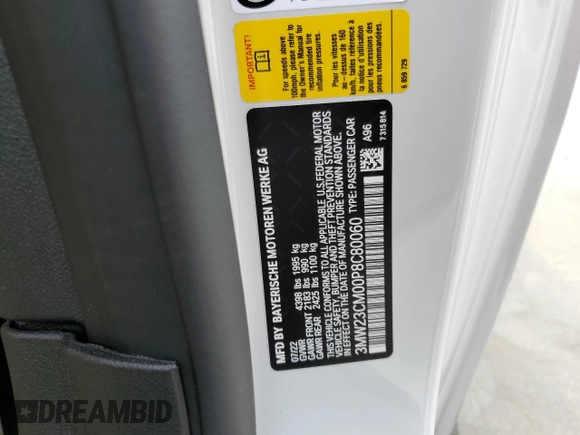 IMPORTANT!
For speeds above
100mph, please refer to
the Owner's Manual for
recommended tire
inflation pressures.
Pour les vitesses
au - dessus de 160
km/h, faites référence à
la notice d'utilisation
pour les pressions des
pneus recommandées.
6 859 729
MFD BY BAYERISCHE MOTOREN WERKE AG
07/22
GVWR 4398 lbs 1995 kg
GAWR FRONT 2183 lbs 990 kg
GAWR REAR 2425 lbs 1100 kg
THIS VEHICLE CONFORMS TO ALL APPLICABLE U.S. FEDERAL MOTOR
VEHICLE SAFETY, BUMPER AND THEFT PREVENTION STANDARDS
IN EFFECT ON THE DATE OF MANUFACTURE SHOWN ABOVE.
3MW23CM00P8C80060 TYPE: PASSENGER CAR
A96
7 315 814
DREAMBID